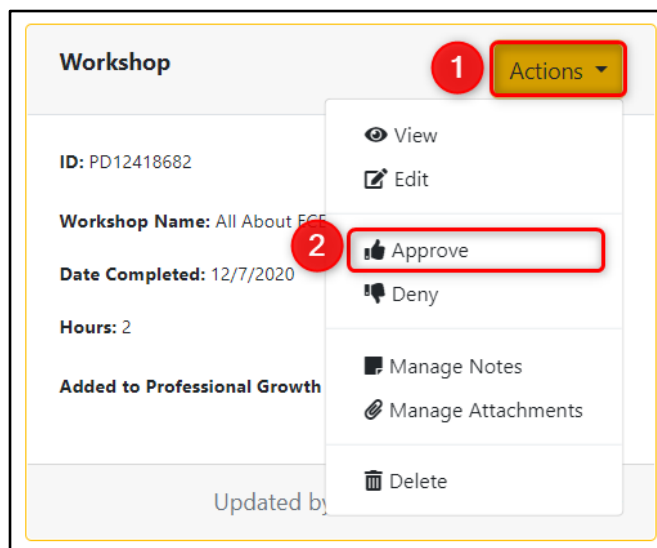 Workshop
1
Actions
View
ID: PD12418682
Edit
Workshop Name: All About
2
Approve
Date Completed: 12/7/2020
Deny
Hours: 2
Manage Notes
Added to Professional Growth
Manage Attachments
Delete
Updated by